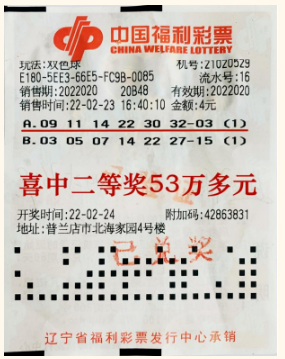 中国福利彩票
CHINA WELFARE LOTTERY
玩法:双色球 机号:21020529
E180-5EE3-66E5-FC9B-0085 流水号:16
销售期:2022020 20B48 有效期:2022020
销售时间:22-02-23 16:40:10 金额:4元
A.09 11 14 22 30 32-03 (1)
B.03 05 07 14 22 27-15 (1)
喜中二等奖53万多元
开奖时间:22-02-24 附加码:42863831
地址:普兰店市北海家园4号楼
已兑奖
辽宁省福利彩票发行中心承销